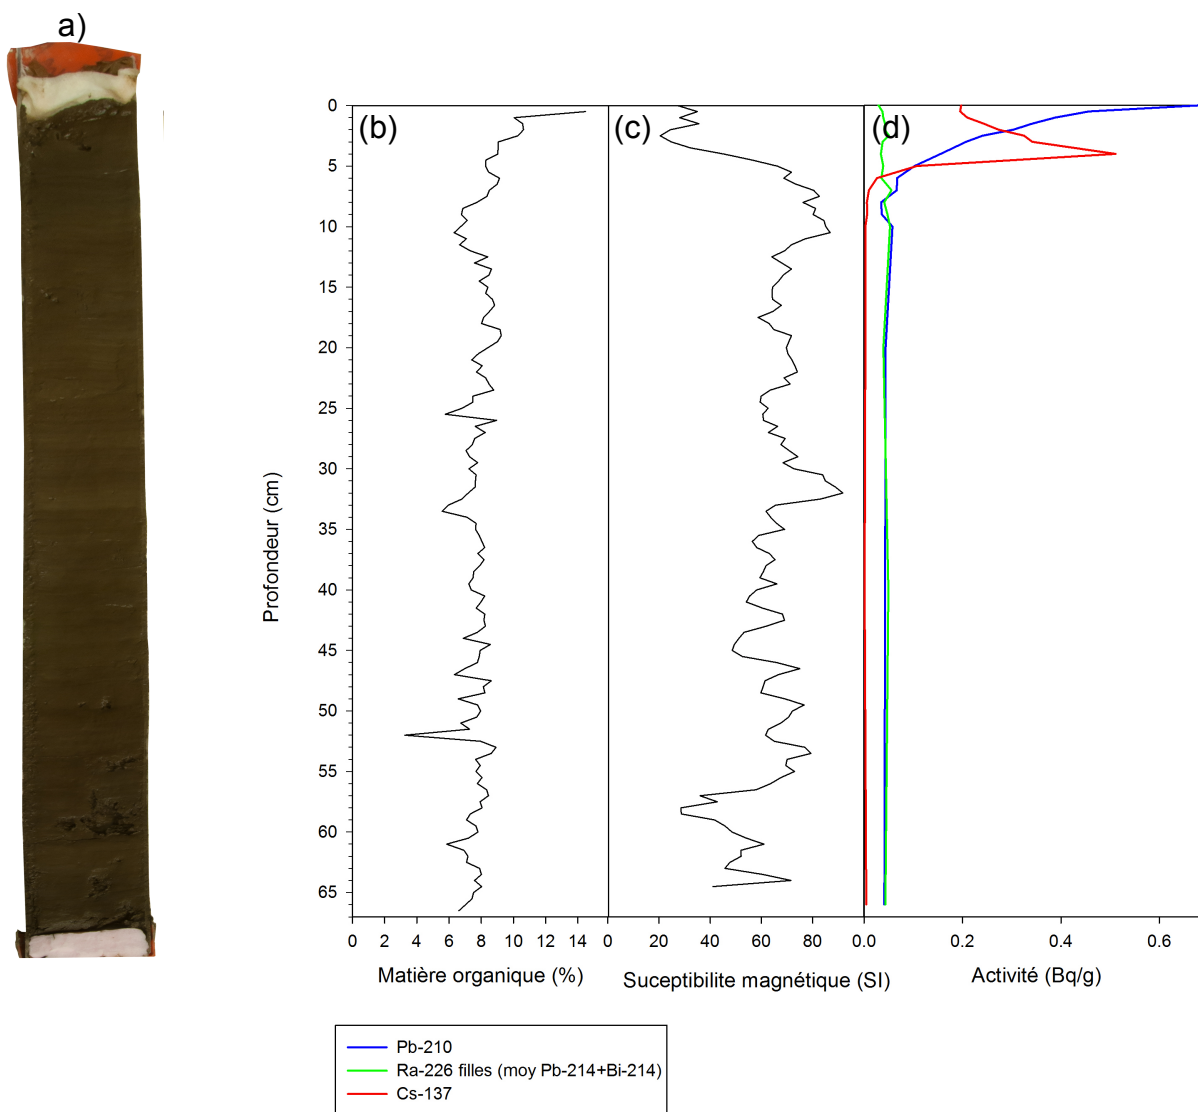 a)
(b)
(c)
(d)
Profondeur (cm)
0
5
10
15
20
25
30
35
40
45
50
55
60
65
0 2 4 6 8 10 12 14
0 20 40 60 80
0.0 0.2 0.4 0.6
Matière organique (%)
Suceptibilite magnétique (SI)
Activité (Bq/g)
Pb-210
Ra-226 filles (moy Pb-214+Bi-214)
Cs-137